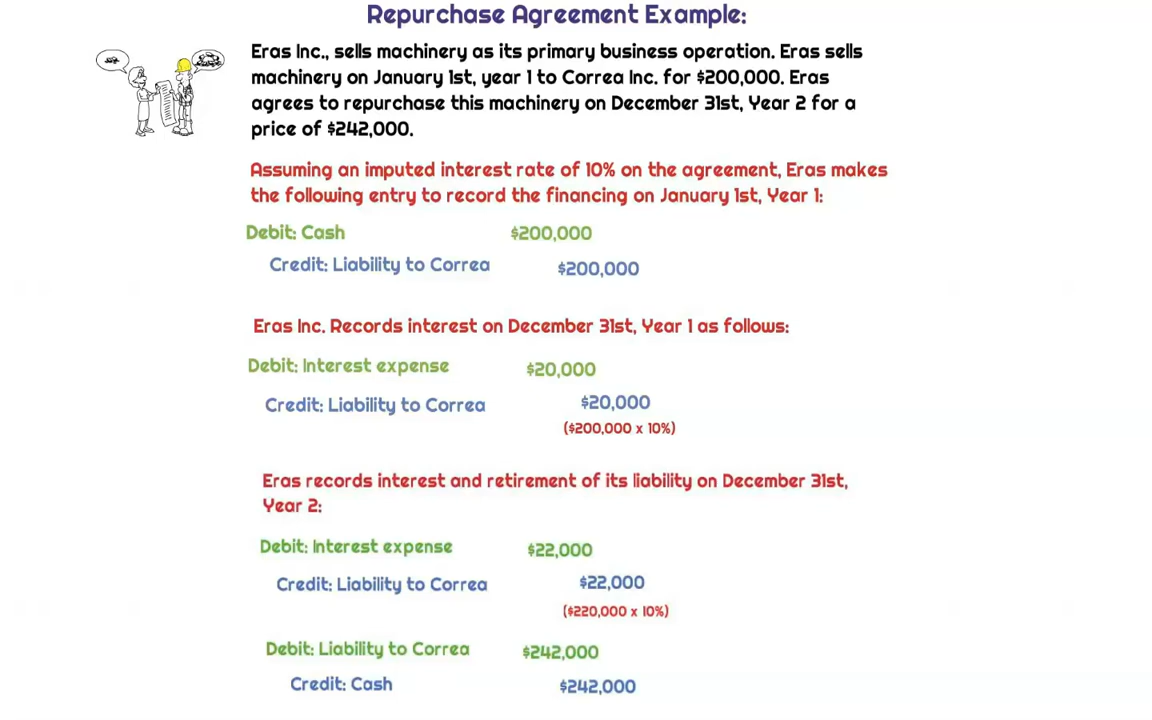 Repurchase Agreement Example:
Eras Inc., sells machinery as its primary business operation. Eras sells
machinery on January 1st, year 1 to Correa Inc. for $200,000. Eras
agrees to repurchase this machinery on December 31st, Year 2 for a
price of $242,000.
Assuming an imputed interest rate of 10% on the agreement, Eras makes
the following entry to record the financing on January 1st, Year 1:
Debit: Cash $200,000
Credit: Liability to Correa $200,000
Eras Inc. Records interest on December 31st, Year 1 as follows:
Debit: Interest expense $20,000
Credit: Liability to Correa $20,000
($200,000 x 10%)
Eras records interest and retirement of its liability on December 31st,
Year 2:
Debit: Interest expense $22,000
Credit: Liability to Correa $22,000
($220,000 x 10%)
Debit: Liability to Correa $242,000
Credit: Cash $242,000